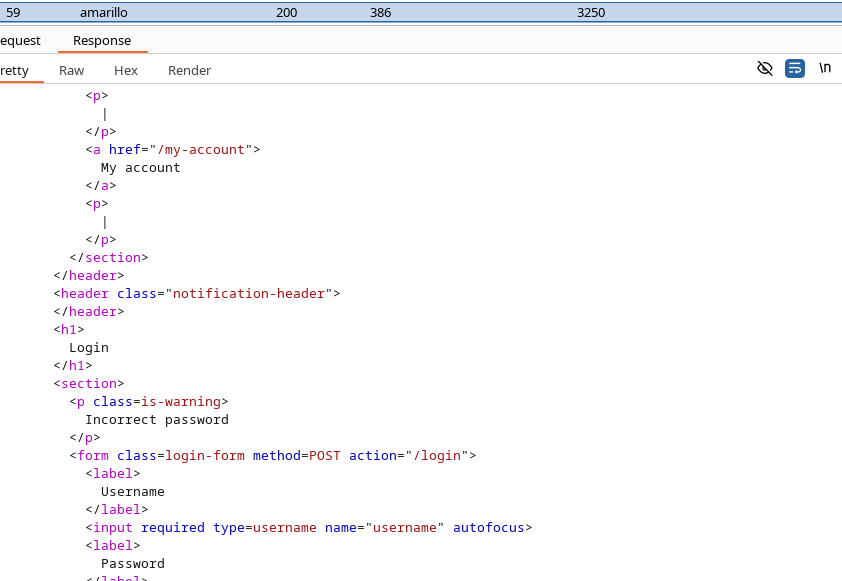 59 amarillo 200 386 3250
equest Response
retty Raw Hex Render \n
<p>
|
</p>
<a href="/my-account">
My account
</a>
<p>
|
</p>
</section>
</header>
<header class="notification-header">
</header>
<h1>
Login
</h1>
<section>
<p class=is-warning>
Incorrect password
</p>
<form class=login-form method=POST action="/login">
<label>
Username
</label>
<input required type=username name="username" autofocus>
<label>
Password
</label>